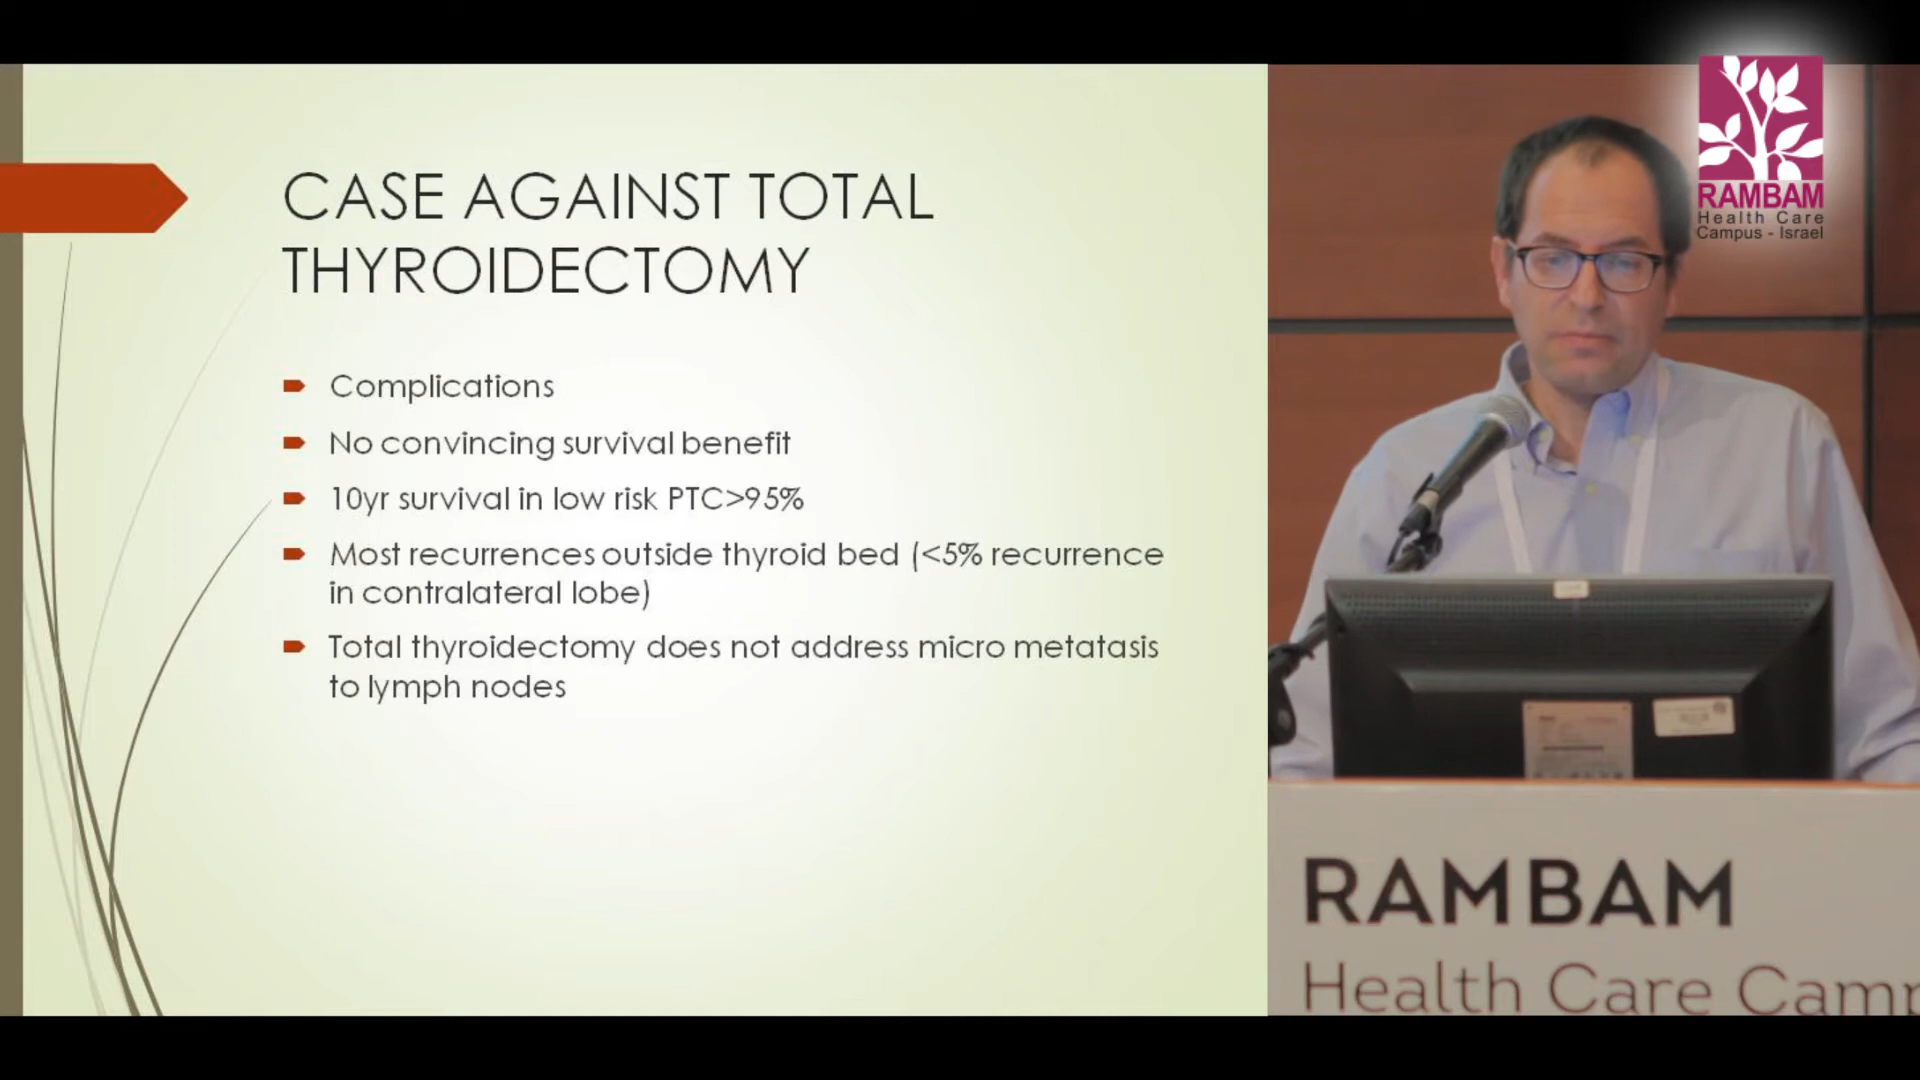 CASE AGAINST TOTAL
THYROIDECTOMY
Complications
No convincing survival benefit
10yr survival in low risk PTC>95%
Most recurrences outside thyroid bed (<5% recurrence
in contralateral lobe)
Total thyroidectomy does not address micro metatasis
to lymph nodes
RAMBAM
Health Care
Campus - Israel
RAMBAM
Health Care Camp